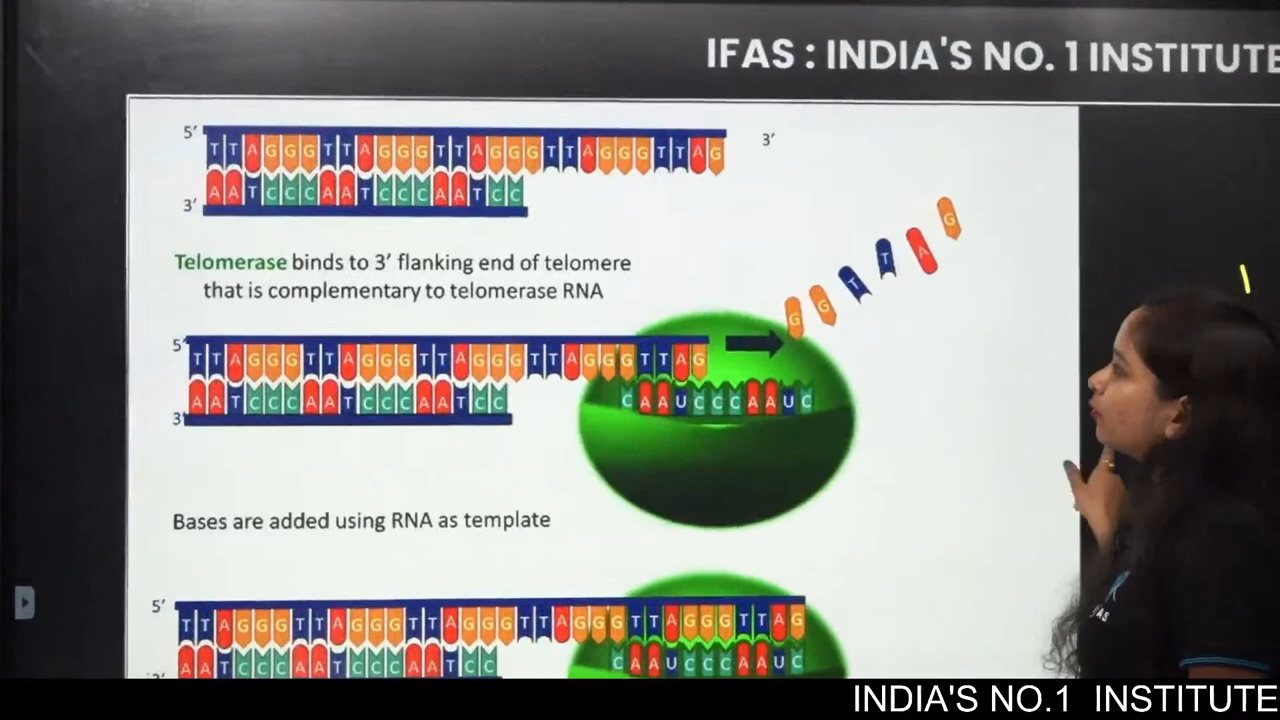 IFAS : INDIA'S NO. 1 INSTITUTE
5′ TTAGGGTTAGGGTTAGGGTTAGGGTTAG 3′
3′ AATCCCAATCCCAATCC
Telomerase binds to 3′ flanking end of telomere
that is complementary to telomerase RNA
GGTTAG
5′ TTAGGGTTAGGGTTAGGGTTAGGGTTAG
3′ AATCCCAATCCCAATCC CAAUCCCAAUC
Bases are added using RNA as template
5′ TTAGGGTTAGGGTTAGGGTTAGGGTTAGGGTTAG
AATCCCAATCCCAATCC CAAUCCCAAUC
INDIA'S NO.1 INSTITUTE